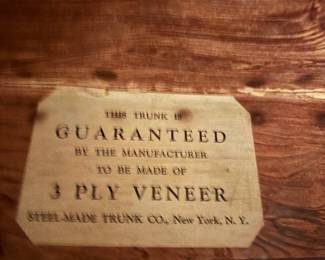 THIS TRUNK IS
GUARANTEED
BY THE MANUFACTURER
TO BE MADE OF
3 PLY VENEER
STEEL-MADE TRUNK CO., New York, N. Y.